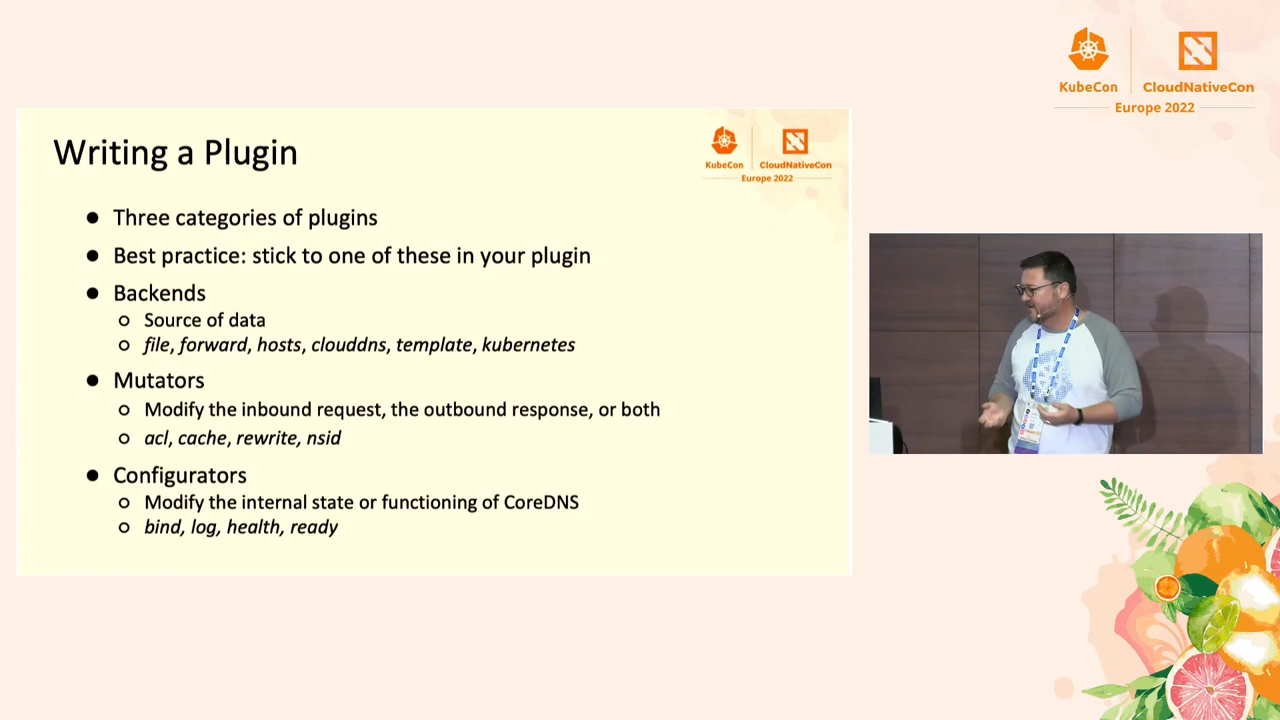 KubeCon
CloudNativeCon
Europe 2022
Writing a Plugin
KubeCon
CloudNativeCon
Europe 2022
● Three categories of plugins
● Best practice: stick to one of these in your plugin
● Backends
○ Source of data
○ file, forward, hosts, clouddns, template, kubernetes
● Mutators
○ Modify the inbound request, the outbound response, or both
○ acl, cache, rewrite, nsid
● Configurators
○ Modify the internal state or functioning of CoreDNS
○ bind, log, health, ready